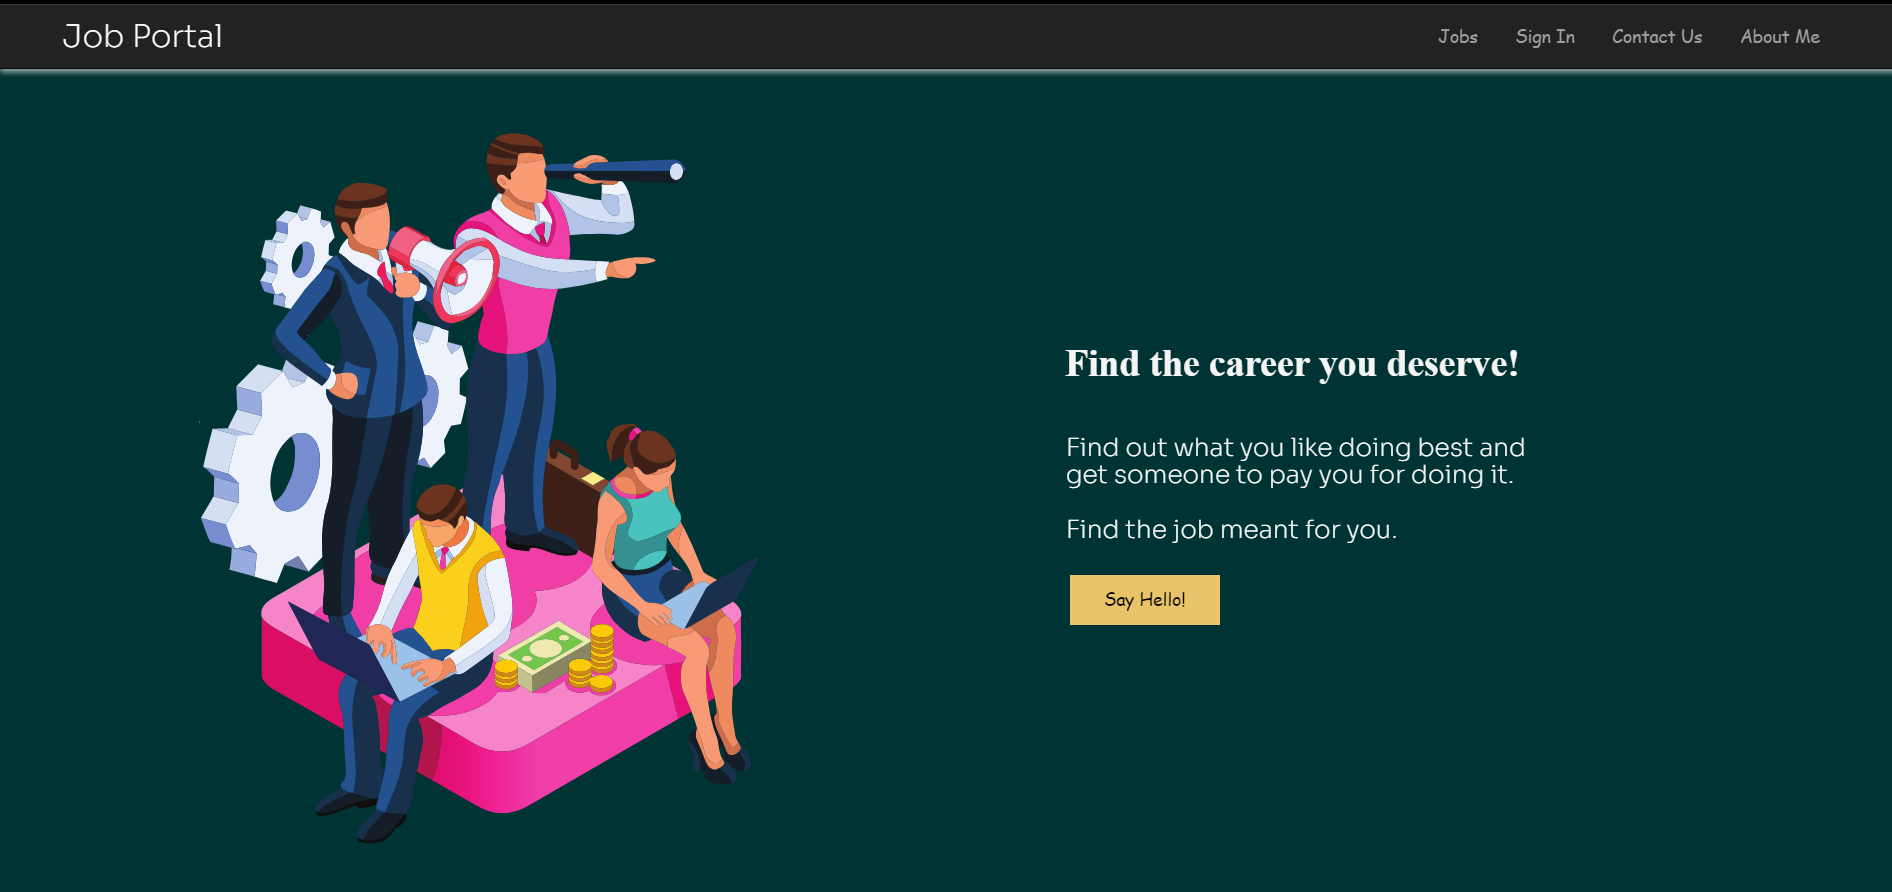 Job Portal
Jobs
Sign In
Contact Us
About Me
Find the career you deserve!
Find out what you like doing best and
get someone to pay you for doing it.
Find the job meant for you.
Say Hello!